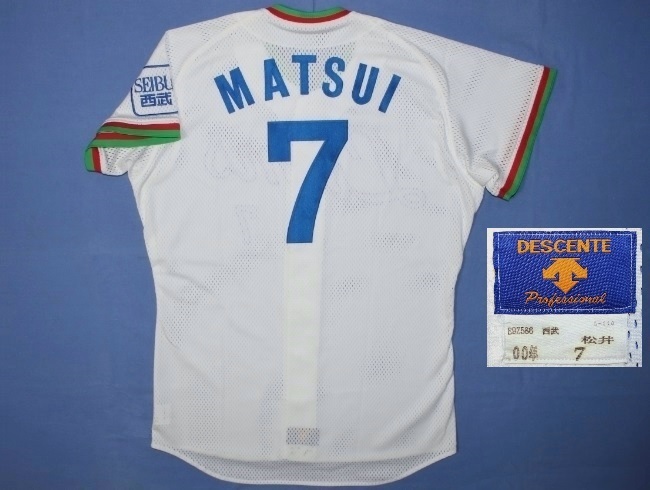 SEIBU
西武
MATSUI
7
DESCENTE
Professional
西武
松井
00年 7